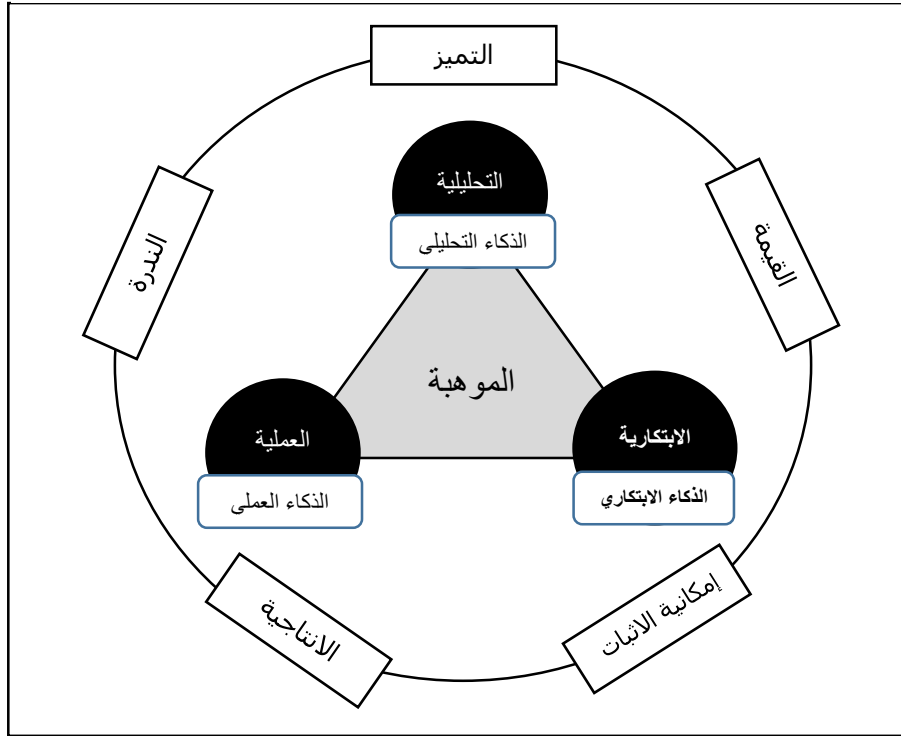 التميز
القيمة
الندرة
التحليلية
الذكاء التحليلى
الموهبة
الابتكارية
الذكاء الابتكاري
العملية
الذكاء العملى
إمكانية الاثبات
الانتاجية